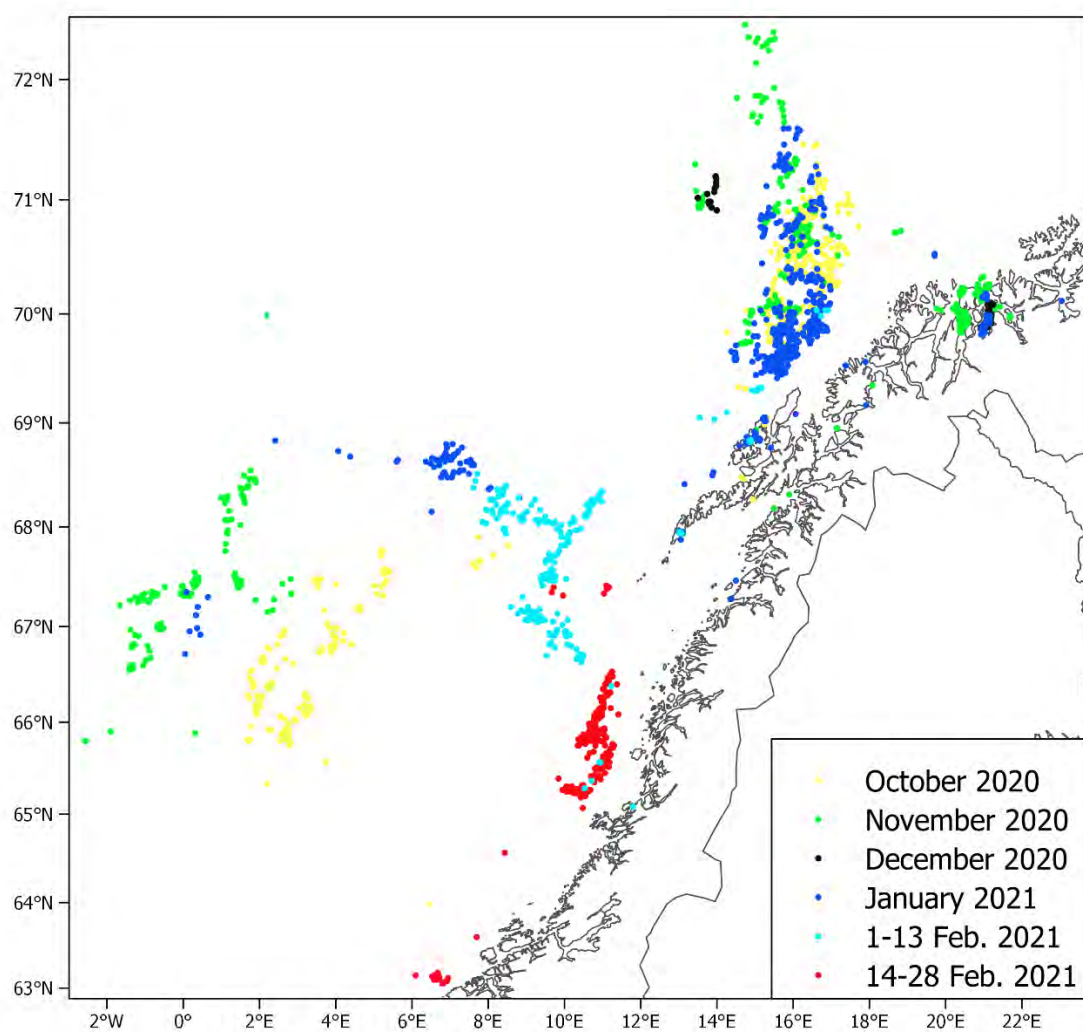 72°N
71°N
70°N
69°N
68°N
67°N
66°N
65°N
64°N
63°N
2°W 0° 2°E 4°E 6°E 8°E 10°E 12°E 14°E 16°E 18°E 20°E 22°E
October 2020
November 2020
December 2020
January 2021
1-13 Feb. 2021
14-28 Feb. 2021